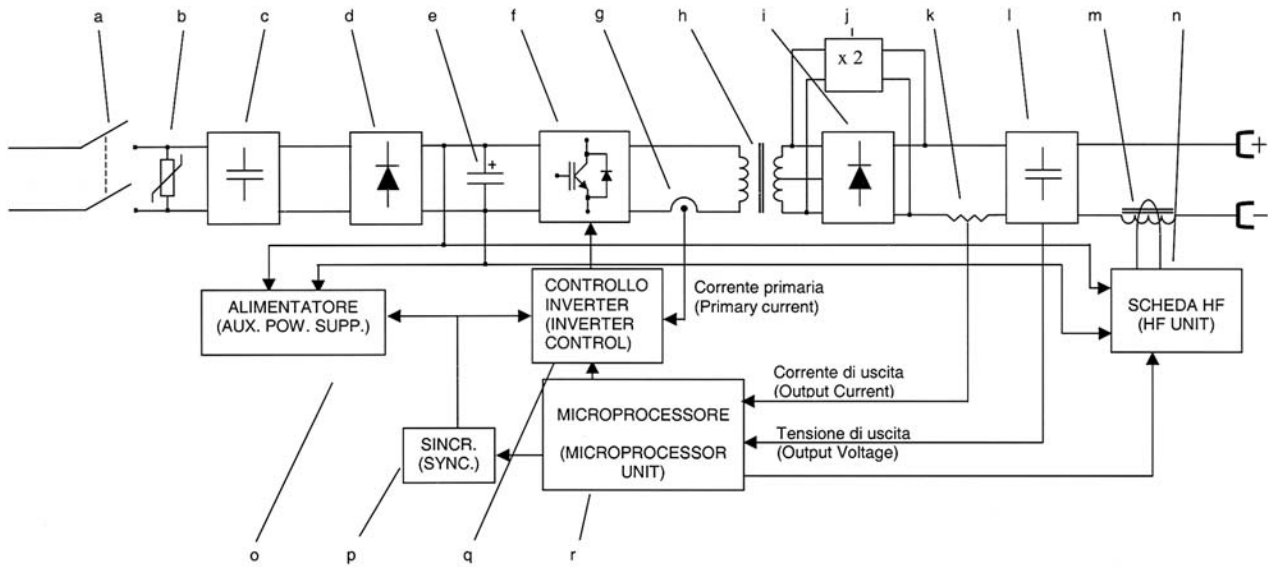 a b c d e f g h i j k l m n
x 2
+
+
−
ALIMENTATORE
(AUX. POW. SUPP.)
CONTROLLO
INVERTER
(INVERTER
CONTROL)
Corrente primaria
(Primary current)
SCHEDA HF
(HF UNIT)
Corrente di uscita
(Output Current)
MICROPROCESSORE
(MICROPROCESSOR
UNIT)
Tensione di uscita
(Output Voltage)
SINCR.
(SYNC.)
o p q r